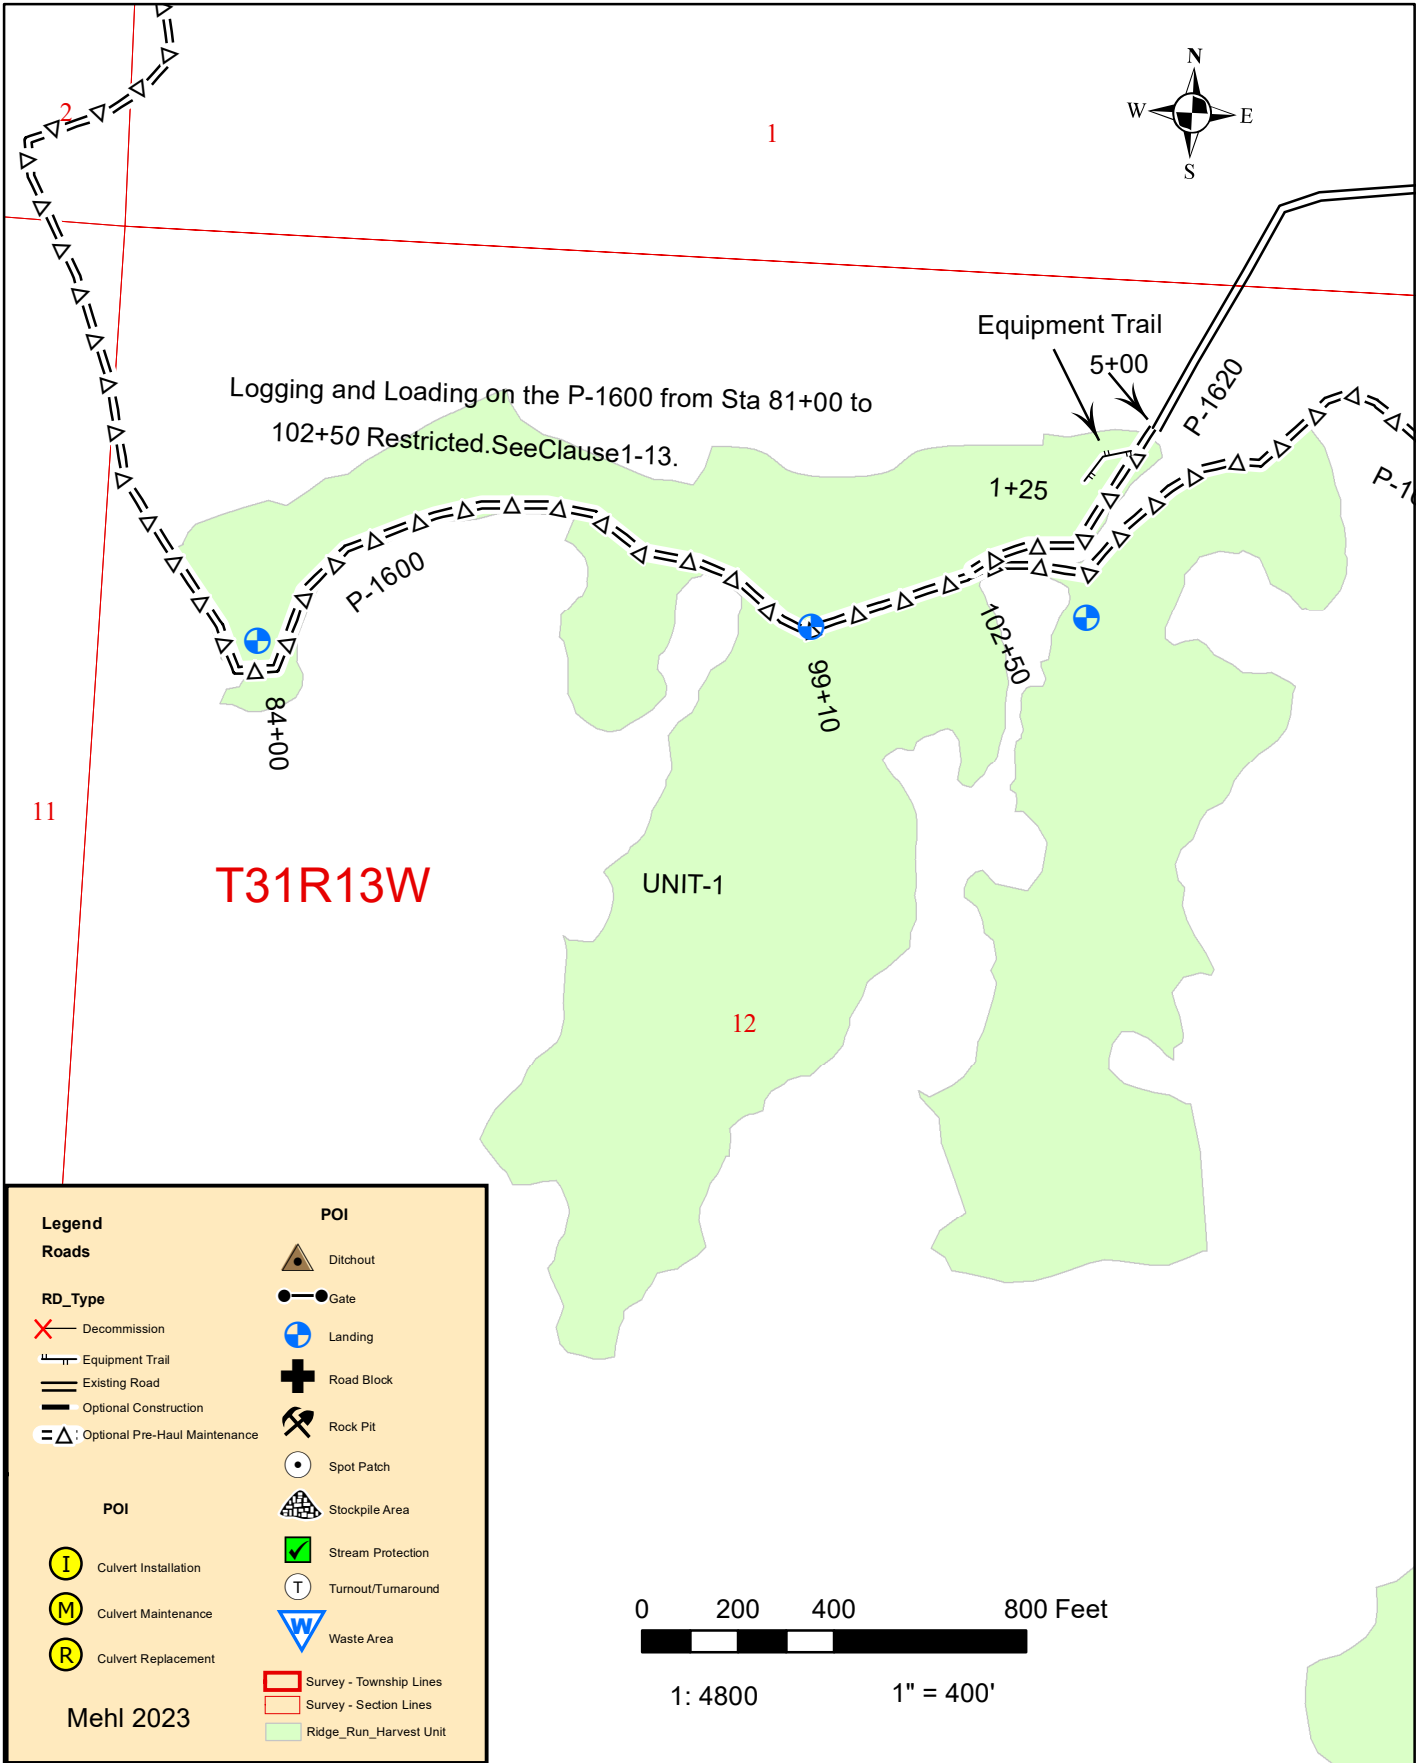 N
W E
S
2
1
Equipment Trail
5+00
P-1620
Logging and Loading on the P-1600 from Sta 81+00 to
102+50 Restricted.SeeClause1-13.
1+25
P-1600
102+50
99+10
84+00
11
T31R13W
UNIT-1
12
Legend
Roads
RD_Type
Decommission
Equipment Trail
Existing Road
Optional Construction
Optional Pre-Haul Maintenance
POI
I Culvert Installation
M Culvert Maintenance
R Culvert Replacement
Mehl 2023
POI
Ditchout
Gate
Landing
Road Block
Rock Pit
Spot Patch
Stockpile Area
Stream Protection
T Turnout/Turnaround
W Waste Area
Survey - Township Lines
Survey - Section Lines
Ridge_Run_Harvest Unit
0 200 400 800 Feet
1: 4800 1" = 400'